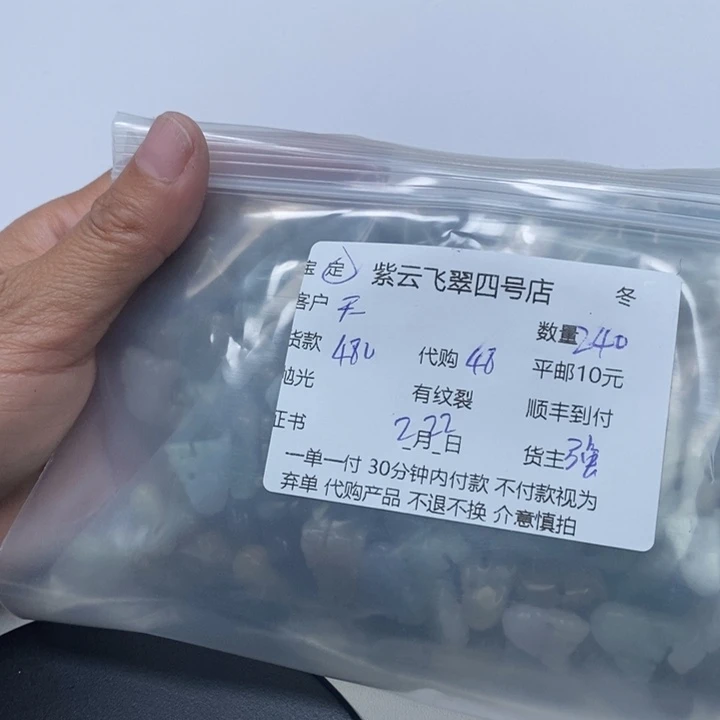 宝 定 紫云飞翠四号店 冬
客户 天 数量 240
货款 480 代购 48 平邮10元
抛光 有纹裂 顺丰到付
证书 2月22日 货主 强
一单一付 30分钟内付款 不付款视为
弃单 代购产品 不退不换 介意慎拍